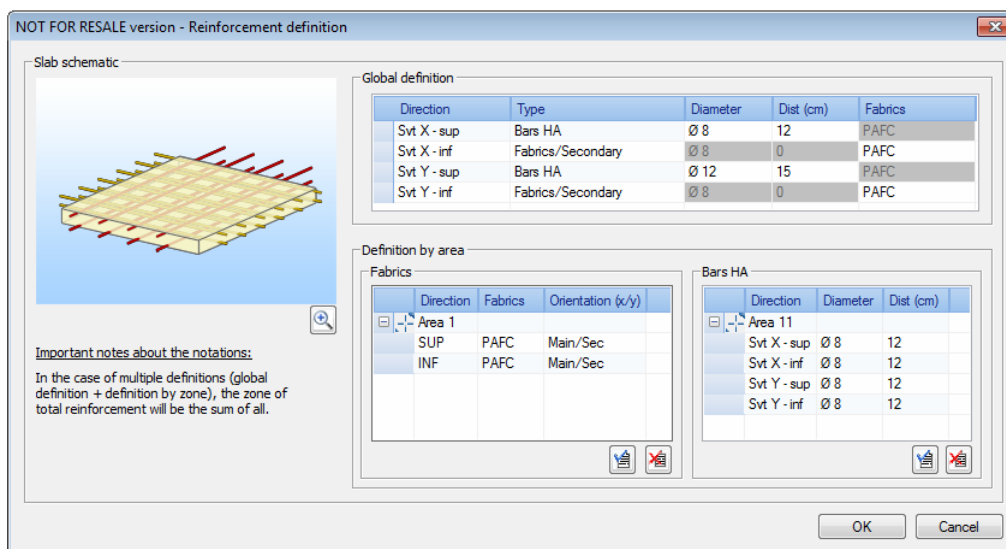 NOT FOR RESALE version - Reinforcement definition
Slab schematic
Important notes about the notations:
In the case of multiple definitions (global
definition + definition by zone), the zone of
total reinforcement will be the sum of all.
Global definition
Direction Type Diameter Dist (cm) Fabrics
Svt X - sup Bars HA Ø 8 12 PAFC
Svt X - inf Fabrics/Secondary Ø 8 0 PAFC
Svt Y - sup Bars HA Ø 12 15 PAFC
Svt Y - inf Fabrics/Secondary Ø 8 0 PAFC
Definition by area
Fabrics
Direction Fabrics Orientation (x/y)
Area 1
SUP PAFC Main/Sec
INF PAFC Main/Sec
Bars HA
Direction Diameter Dist (cm)
Area 11
Svt X - sup Ø 8 12
Svt X - inf Ø 8 12
Svt Y - sup Ø 8 12
Svt Y - inf Ø 8 12
OK Cancel